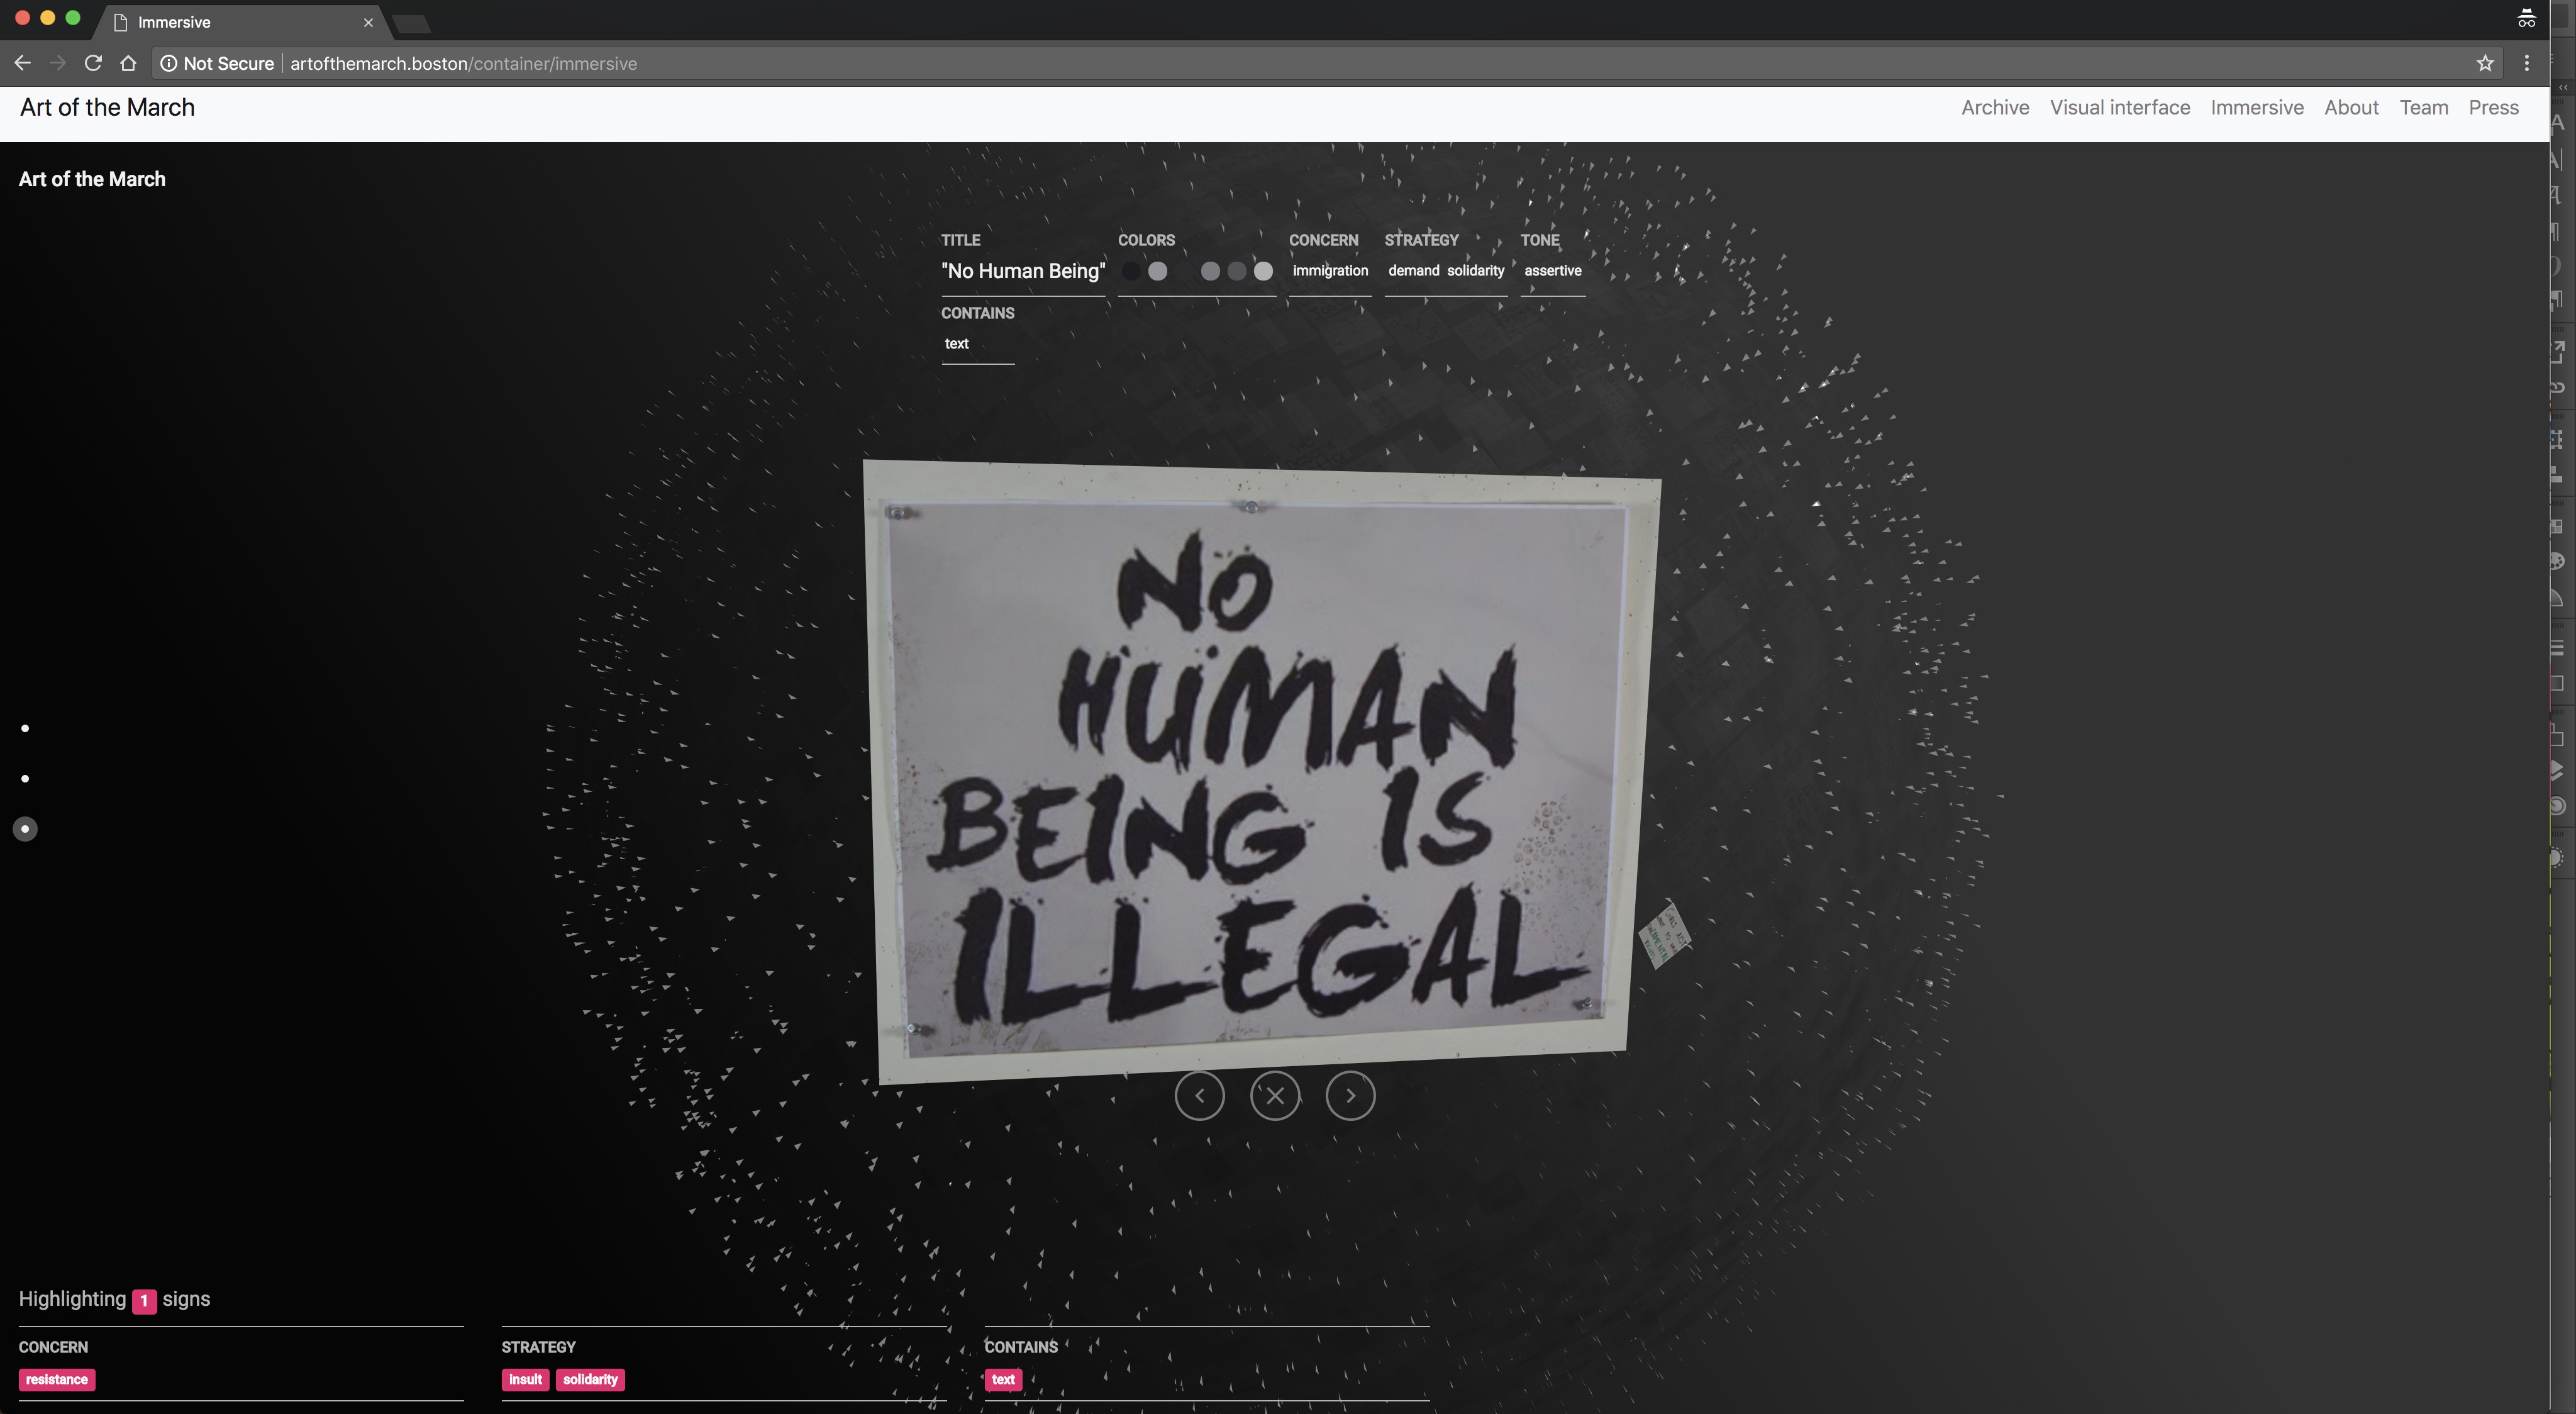 Immersive
Not Secure artofthemarch.boston/container/immersive
Art of the March
Archive Visual interface Immersive About Team Press
Art of the March
TITLE COLORS CONCERN STRATEGY TONE
"No Human Being" immigration demand solidarity assertive
CONTAINS
text
NO
HUMAN
BEING IS
ILLEGAL
Highlighting 1 signs
CONCERN STRATEGY CONTAINS
resistance insult solidarity text